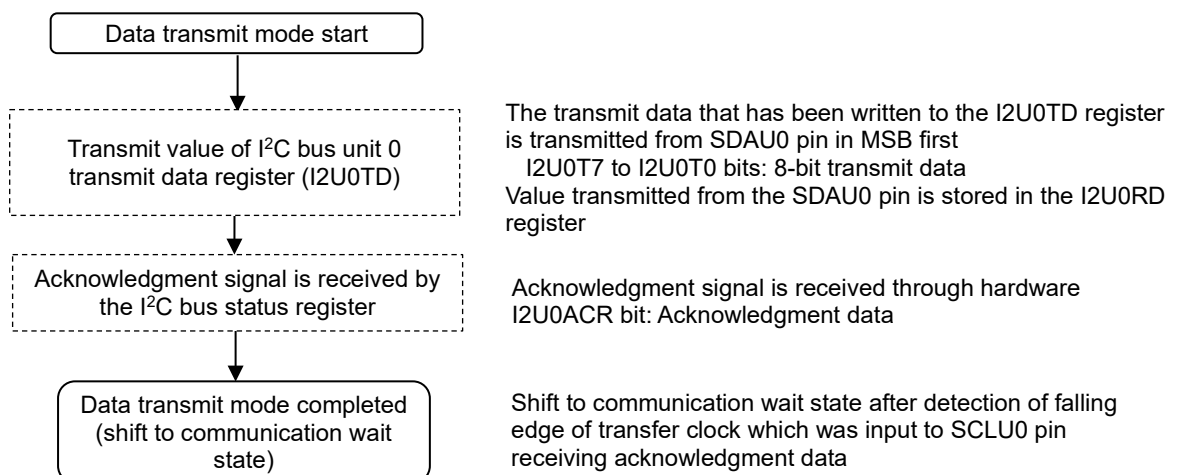 Data transmit mode start
Transmit value of I²C bus unit 0
transmit data register (I2U0TD)
The transmit data that has been written to the I2U0TD register
is transmitted from SDAU0 pin in MSB first
I2U0T7 to I2U0T0 bits: 8-bit transmit data
Value transmitted from the SDAU0 pin is stored in the I2U0RD
register
Acknowledgment signal is received by
the I²C bus status register
Acknowledgment signal is received through hardware
I2U0ACR bit: Acknowledgment data
Data transmit mode completed
(shift to communication wait
state)
Shift to communication wait state after detection of falling
edge of transfer clock which was input to SCLU0 pin
receiving acknowledgment data